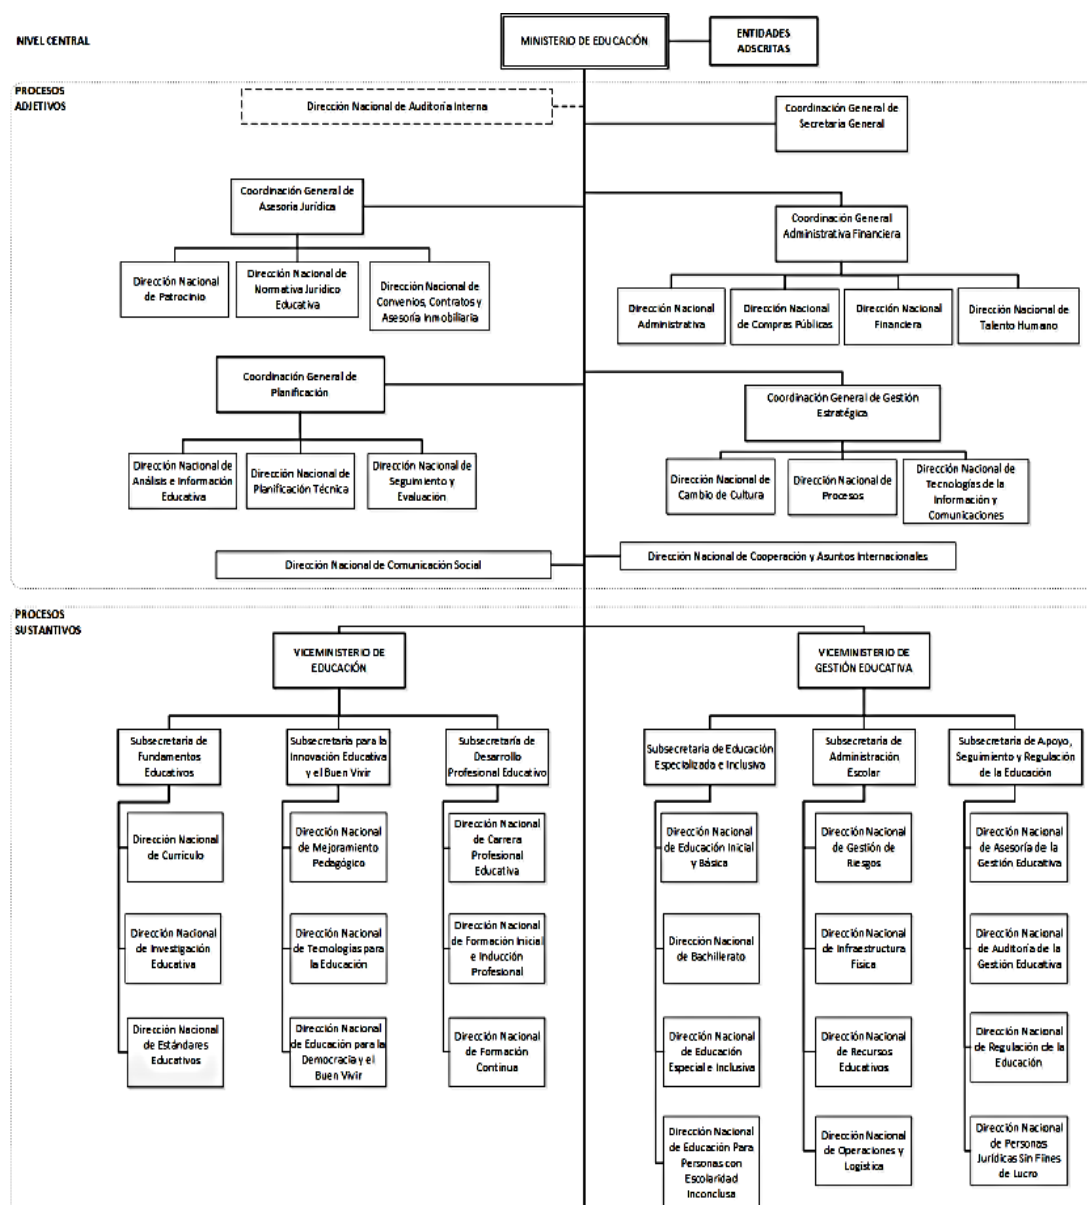 NIVEL CENTRAL
MINISTERIO DE EDUCACIÓN
ENTIDADES
ADSCRITAS
PROCESOS
ADJETIVOS
Dirección Nacional de Auditoría Interna
Coordinación General de
Secretaria General
Coordinación General de
Asesoria Jurídica
Coordinación General
Administrativa Financiera
Dirección Nacional
de Patrocinio
Dirección Nacional de
Normativa Jurídico
Educativa
Dirección Nacional de
Convenios, Contratos y
Asesoría Inmobiliaria
Dirección Nacional
Administrativa
Dirección Nacional
de Compras Públicas
Dirección Nacional
Financiera
Dirección Nacional de
Talento Humano
Coordinación General de
Planificación
Coordinación General de Gestión
Estratégica
Dirección Nacional de
Análisis e Información
Educativa
Dirección Nacional de
Planificación Técnica
Dirección Nacional de
Seguimiento y
Evaluación
Dirección Nacional de
Cambio de Cultura
Dirección Nacional de
Procesos
Dirección Nacional de
Tecnologías de la
Información y
Comunicaciones
Dirección Nacional de Comunicación Social
Dirección Nacional de Cooperación y Asuntos Internacionales
PROCESOS
SUSTANTIVOS
VICEMINISTERIO DE
EDUCACIÓN
VICEMINISTERIO DE
GESTIÓN EDUCATIVA
Subsecretaria de
Fundamentos
Educativos
Subsecretaria para la
Innovación Educativa
y el Buen Vivir
Subsecretaría de
Desarrollo
Profesional Educativo
Subsecretaria de Educación
Especializada e Inclusiva
Subsecretaria de
Administración
Escolar
Subsecretaria de Apoyo,
Seguimiento y Regulación
de la Educación
Dirección Nacional
de Currículo
Dirección Nacional
de Mejoramiento
Pedagógico
Dirección Nacional
de Carrera
Profesional
Educativa
Dirección Nacional
de Educación Inicial
y Básica
Dirección Nacional
de Gestión de
Riesgos
Dirección Nacional
de Asesoría de la
Gestión Educativa
Dirección Nacional
de Investigación
Educativa
Dirección Nacional
de Tecnologías para
la Educación
Dirección Nacional
de Formación Inicial
e Inducción
Profesional
Dirección Nacional
de Bachillerato
Dirección Nacional
de Infraestructura
Física
Dirección Nacional
de Auditoría de la
Gestión Educativa
Dirección Nacional
de Estándares
Educativos
Dirección Nacional
de Educación para la
Democracia y el
Buen Vivir
Dirección Nacional
de Formación
Continua
Dirección Nacional
de Educación
Especial e Inclusiva
Dirección Nacional
de Recursos
Educativos
Dirección Nacional
de Regulación de la
Educación
Dirección Nacional
de Educación Para
Personas con
Escolaridad
Inconclusa
Dirección Nacional
de Operaciones y
Logística
Dirección Nacional
de Personas
Jurídicas Sin Fines
de Lucro